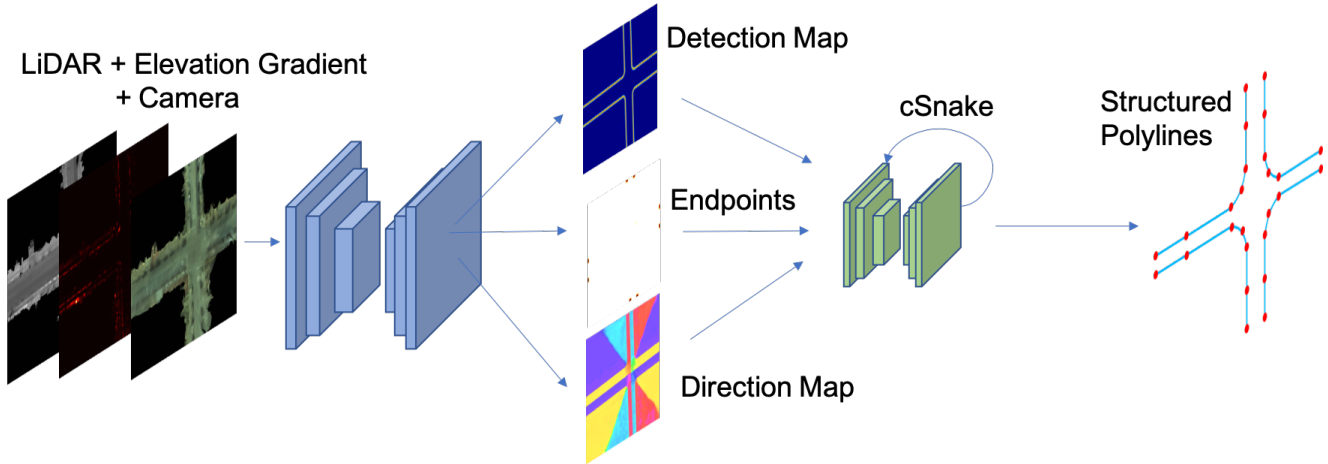 LiDAR + Elevation Gradient
+ Camera
Detection Map
Endpoints
Direction Map
cSnake
Structured
Polylines